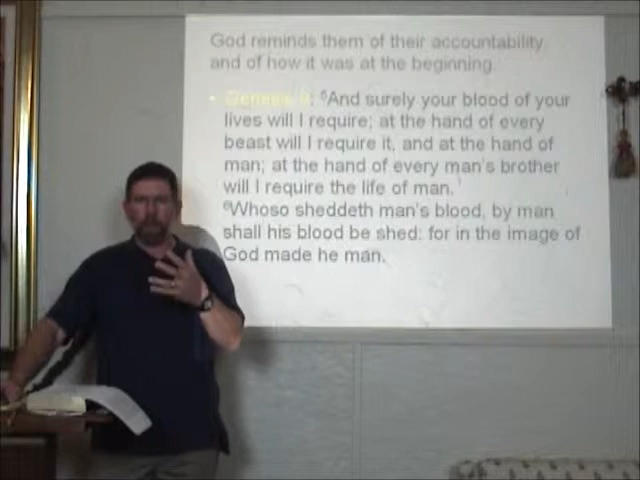 God reminds them of their accountability
and of how it was at the beginning.
• Genesis 9: ⁵And surely your blood of your
lives will I require; at the hand of every
beast will I require it, and at the hand of
man; at the hand of every man's brother
will I require the life of man.
⁶Whoso sheddeth man's blood, by man
shall his blood be shed: for in the image of
God made he man.